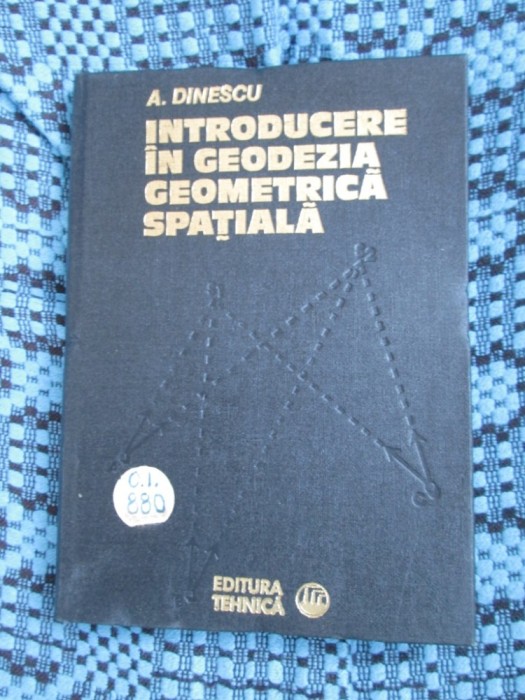 A. DINESCU
INTRODUCERE
ÎN GEODEZIA
GEOMETRICĂ
SPAȚIALĂ
C.I.
880
EDITURA
TEHNICĂ